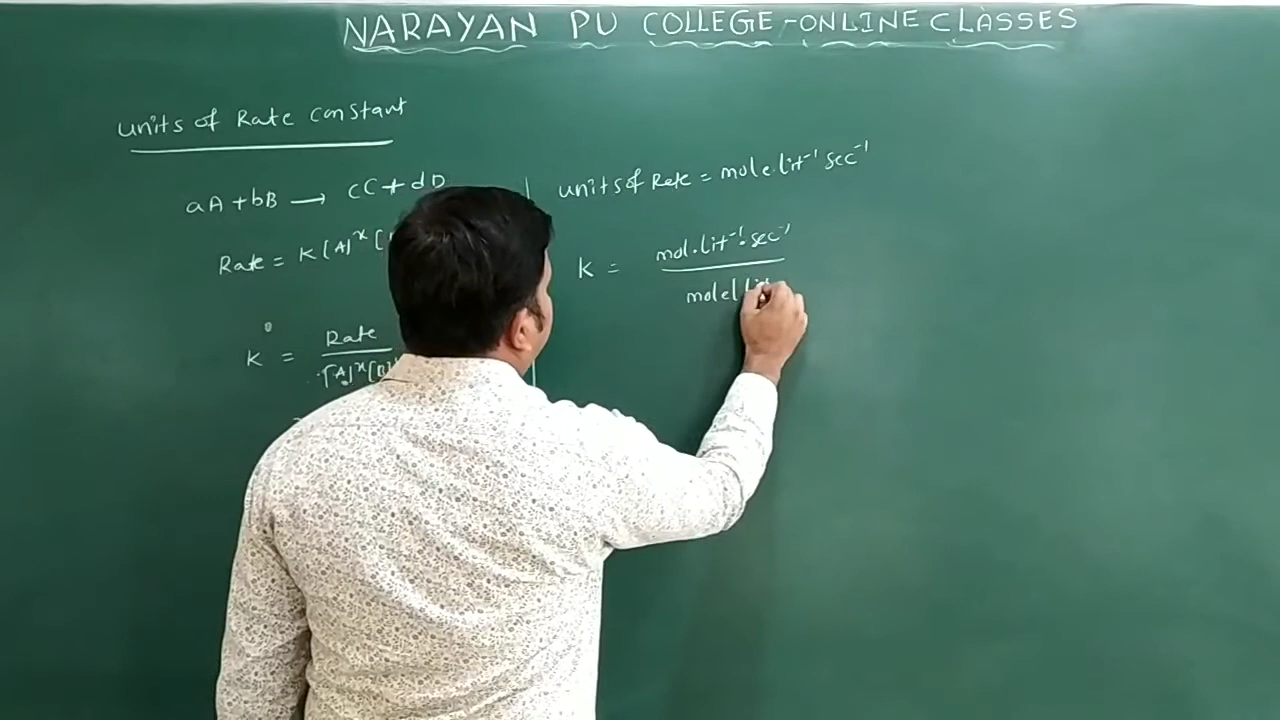 NARAYAN PU COLLEGE-ONLINE CLASSES
Units of Rate constant
aA + bB → cC + dD
Rate = K [A]ˣ [
K = Rate / [A]ˣ [B]
units of Rate = mole.lit⁻¹ sec⁻¹
K = mol.lit⁻¹.sec⁻¹ / mole(lit